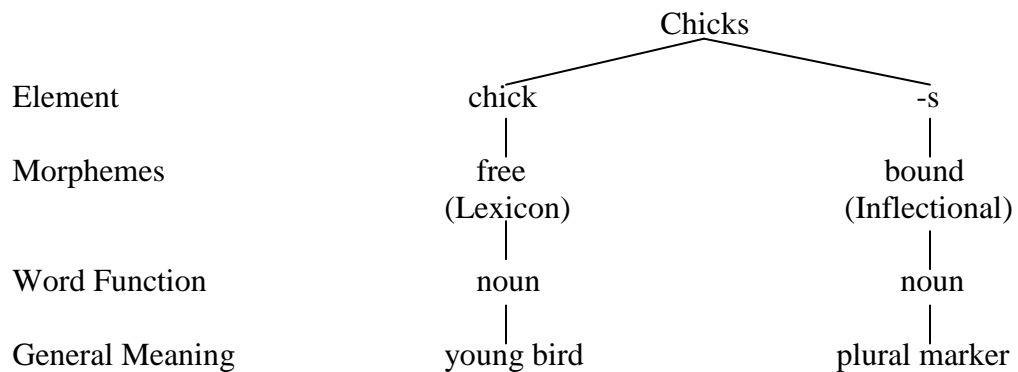 Chicks
Element chick -s
Morphemes free bound
(Lexicon) (Inflectional)
Word Function noun noun
General Meaning young bird plural marker